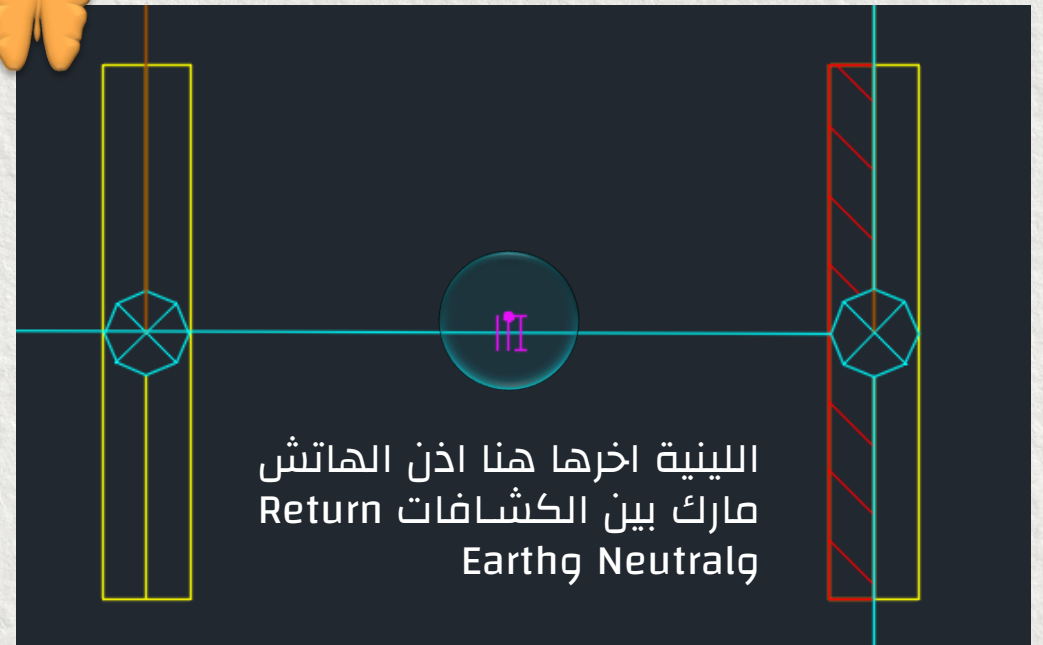 اللينية اخرها هنا اذن الهاتش
مارك بين الكشافات Return
وNeutral وEarth